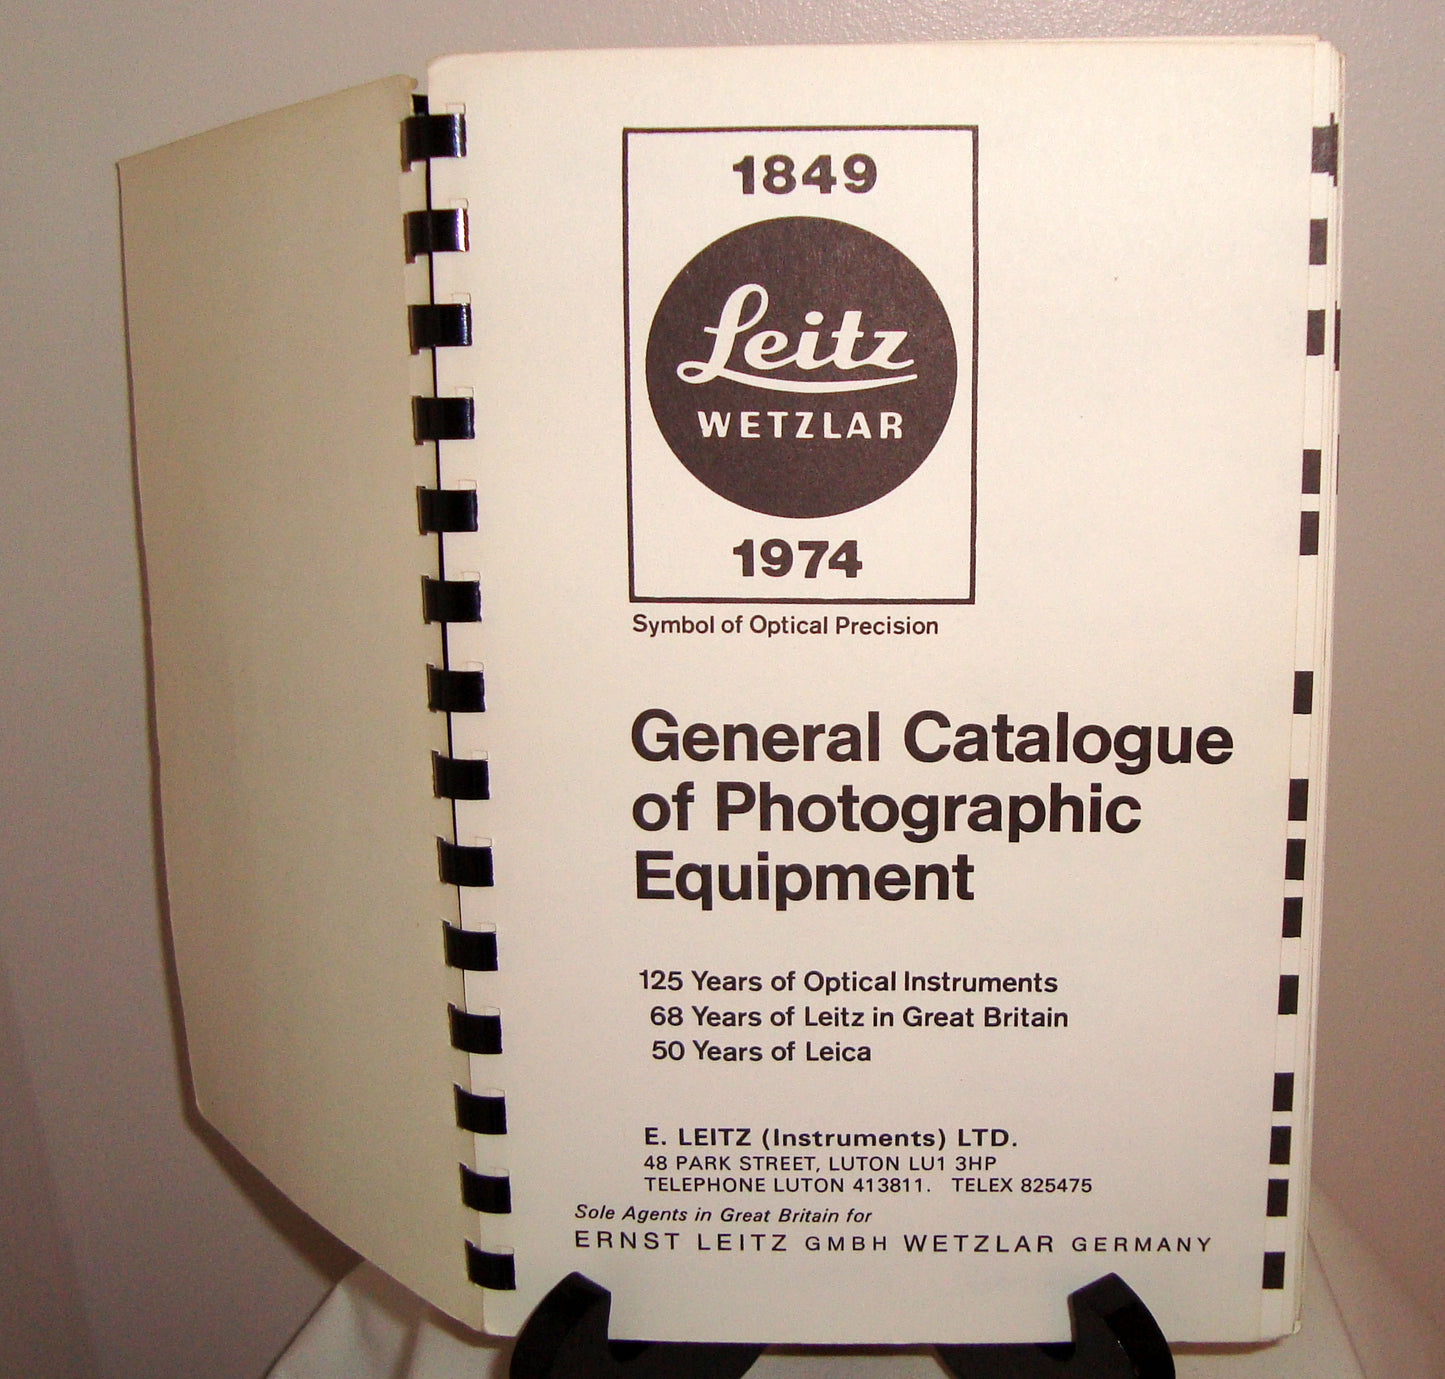 1849
Leitz
WETZLAR
1974
Symbol of Optical Precision
General Catalogue
of Photographic
Equipment
125 Years of Optical Instruments
68 Years of Leitz in Great Britain
50 Years of Leica
E. LEITZ (Instruments) LTD.
48 PARK STREET, LUTON LU1 3HP
TELEPHONE LUTON 413811. TELEX 825475
Sole Agents in Great Britain for
ERNST LEITZ GMBH WETZLAR GERMANY